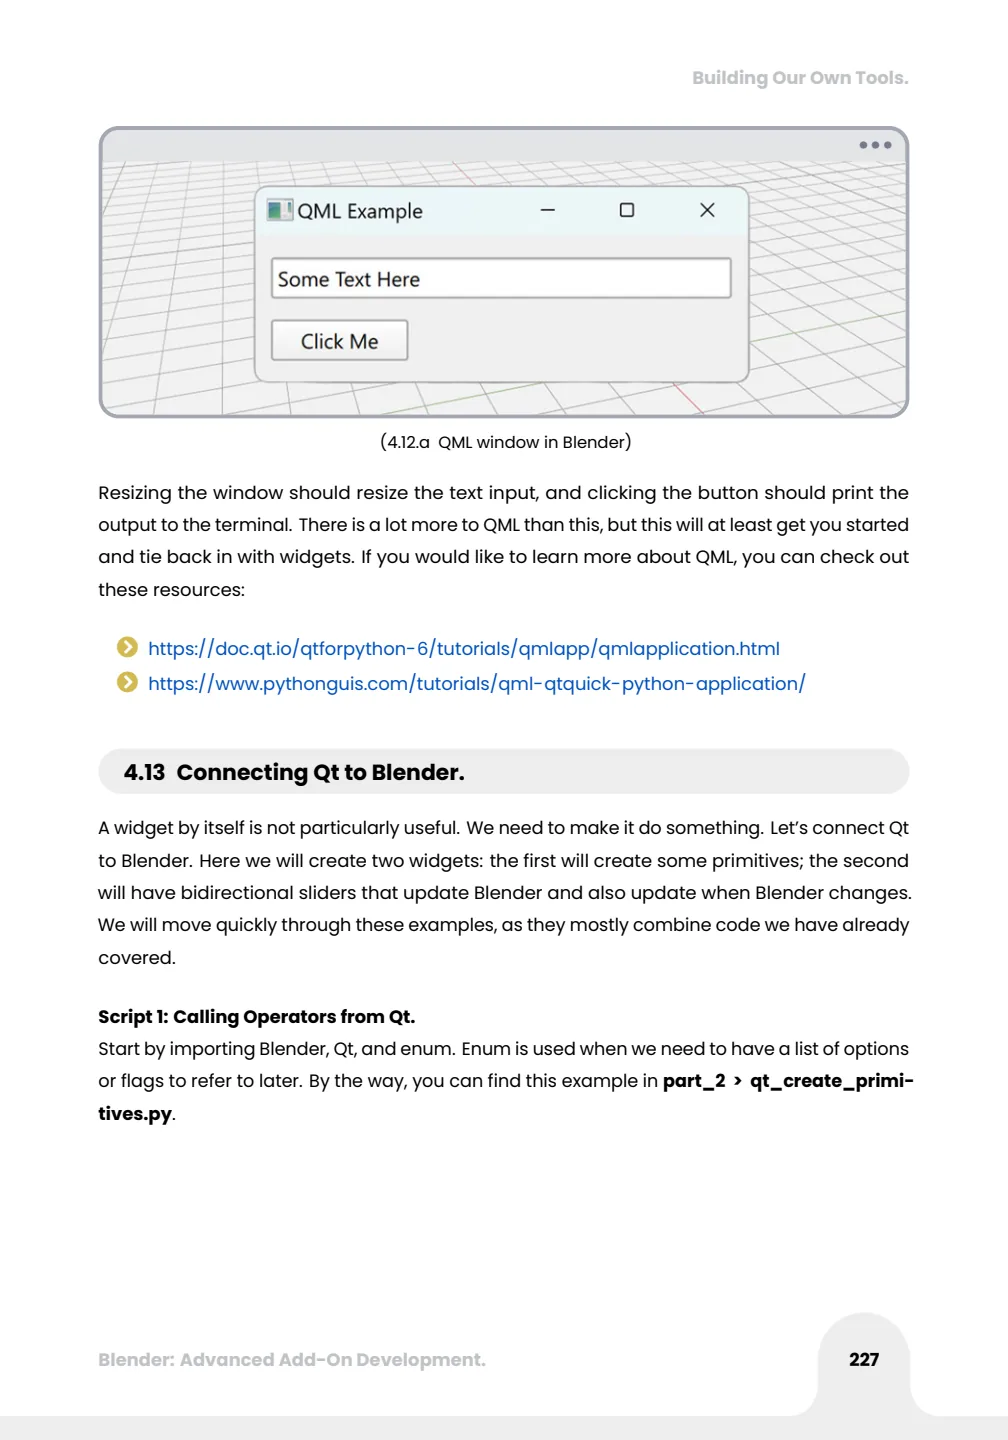 Building Our Own Tools.
QML Example
Some Text Here
Click Me
(4.12.a QML window in Blender)
Resizing the window should resize the text input, and clicking the button should print the
output to the terminal. There is a lot more to QML than this, but this will at least get you started
and tie back in with widgets. If you would like to learn more about QML, you can check out
these resources:
https://doc.qt.io/qtforpython-6/tutorials/qmlapp/qmlapplication.html
https://www.pythonguis.com/tutorials/qml-qtquick-python-application/
4.13 Connecting Qt to Blender.
A widget by itself is not particularly useful. We need to make it do something. Let's connect Qt
to Blender. Here we will create two widgets: the first will create some primitives; the second
will have bidirectional sliders that update Blender and also update when Blender changes.
We will move quickly through these examples, as they mostly combine code we have already
covered.
Script 1: Calling Operators from Qt.
Start by importing Blender, Qt, and enum. Enum is used when we need to have a list of options
or flags to refer to later. By the way, you can find this example in part_2 > qt_create_primi-
tives.py.
Blender: Advanced Add-On Development.
227